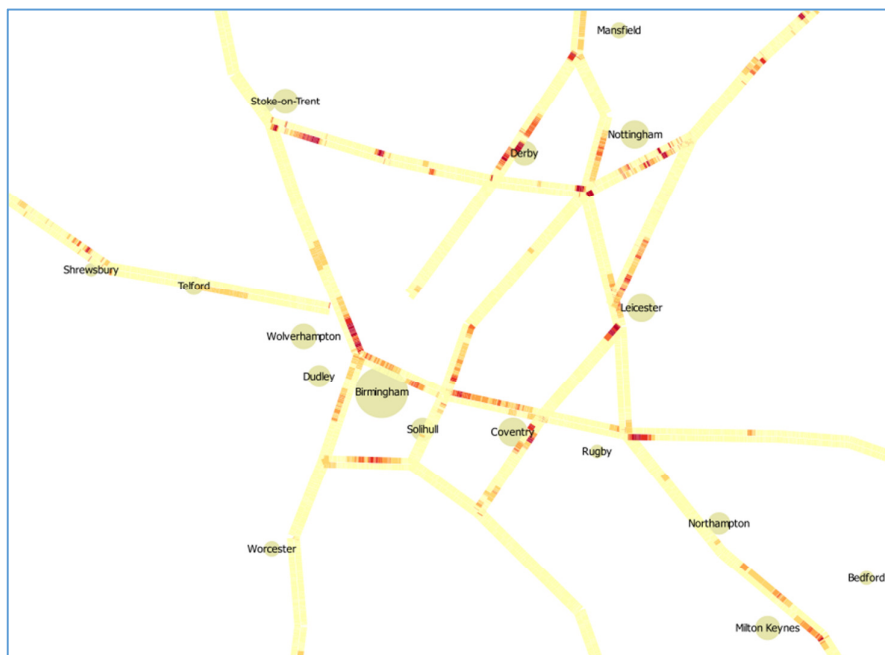 Mansfield
Stoke-on-Trent
Nottingham
Derby
Shrewsbury
Telford
Leicester
Wolverhampton
Dudley
Birmingham
Solihull
Coventry
Rugby
Northampton
Worcester
Bedford
Milton Keynes